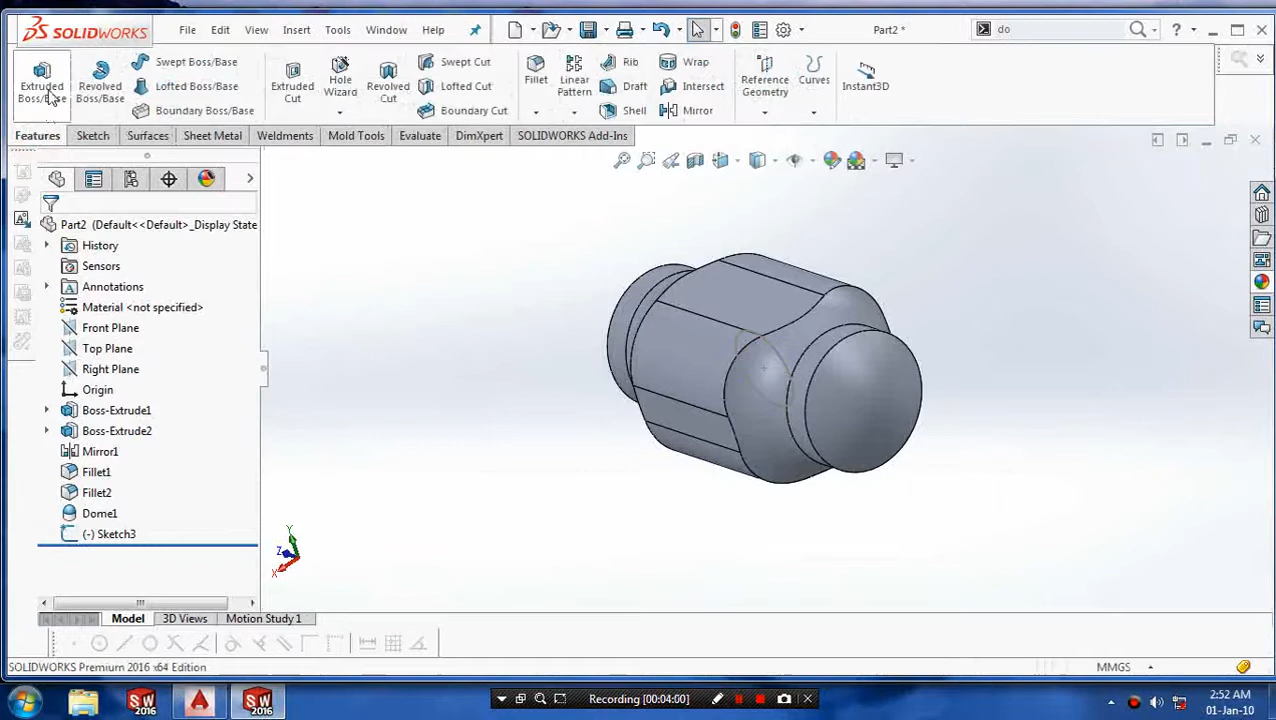 SOLIDWORKS File Edit View Insert Tools Window Help Part2 * do
Extruded Boss/Base
Revolved Boss/Base
Swept Boss/Base
Lofted Boss/Base
Boundary Boss/Base
Extruded Cut
Hole Wizard
Revolved Cut
Swept Cut
Lofted Cut
Boundary Cut
Fillet
Linear Pattern
Rib
Draft
Shell
Wrap
Intersect
Mirror
Reference Geometry
Curves
Instant3D
Features Sketch Surfaces Sheet Metal Weldments Mold Tools Evaluate DimXpert SOLIDWORKS Add-Ins
Part2 (Default<<Default>_Display State
History
Sensors
Annotations
Material <not specified>
Front Plane
Top Plane
Right Plane
Origin
Boss-Extrude1
Boss-Extrude2
Mirror1
Fillet1
Fillet2
Dome1
(-) Sketch3
Y
Z
X
Model 3D Views Motion Study 1
SOLIDWORKS Premium 2016 x64 Edition MMGS
SW 2016
SW 2016
Recording [00:04:00]
2:52 AM
01-Jan-10